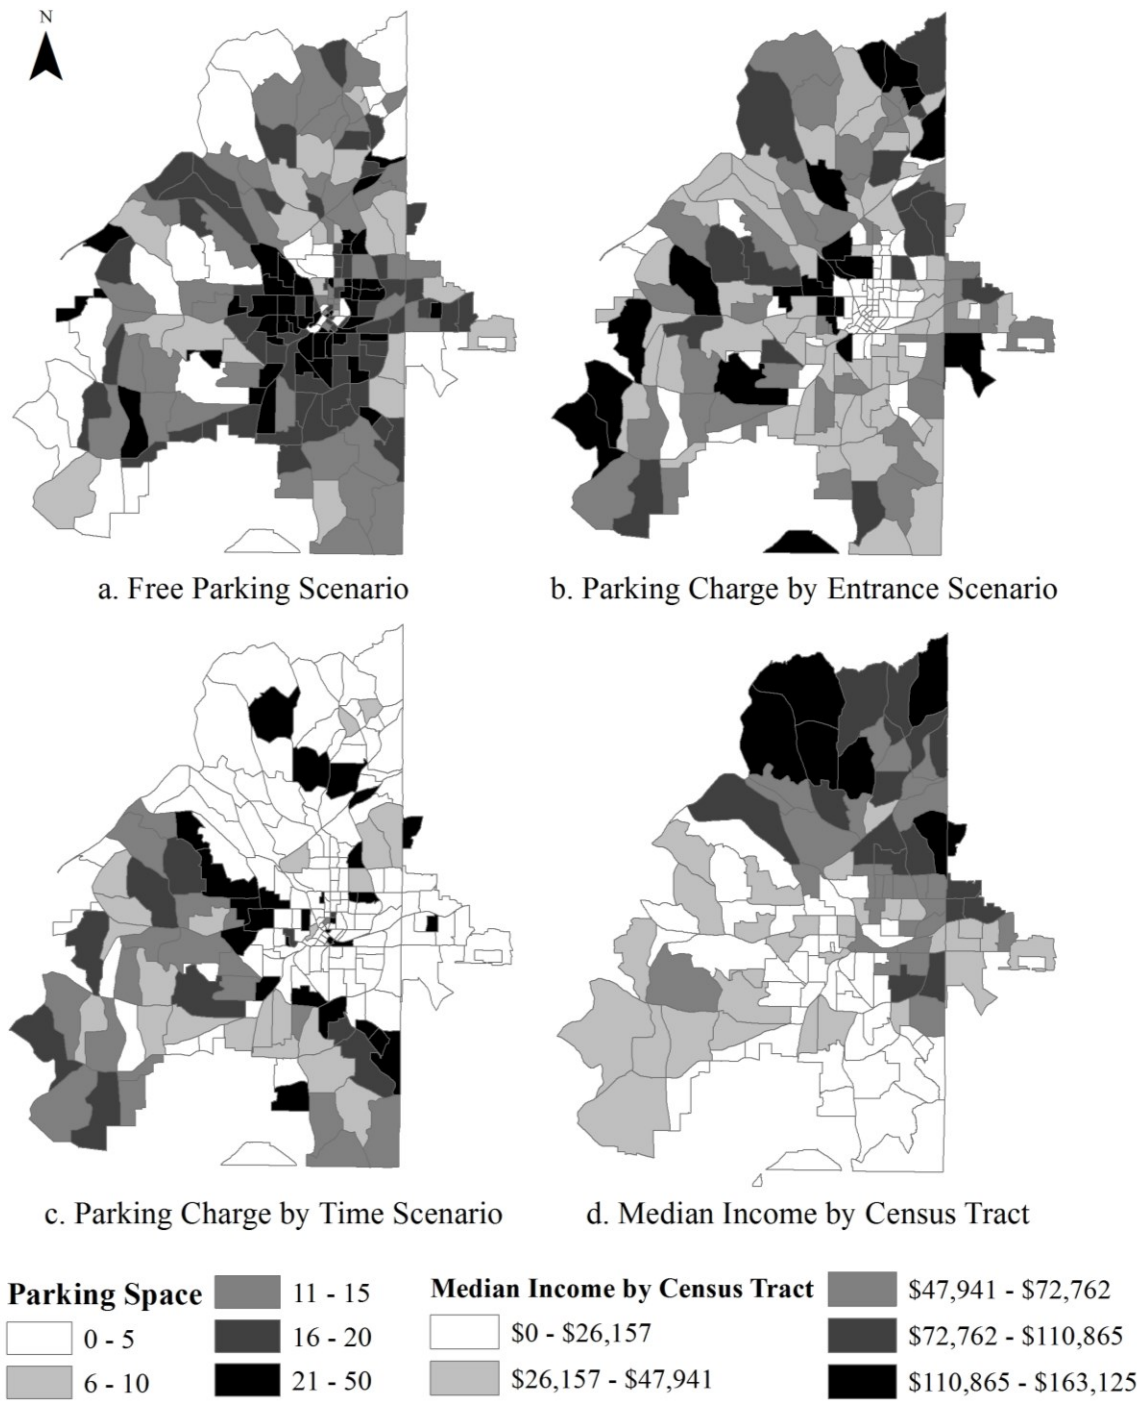 N
a. Free Parking Scenario
b. Parking Charge by Entrance Scenario
c. Parking Charge by Time Scenario
d. Median Income by Census Tract
Parking Space
0 - 5
6 - 10
11 - 15
16 - 20
21 - 50
Median Income by Census Tract
$0 - $26,157
$26,157 - $47,941
$47,941 - $72,762
$72,762 - $110,865
$110,865 - $163,125